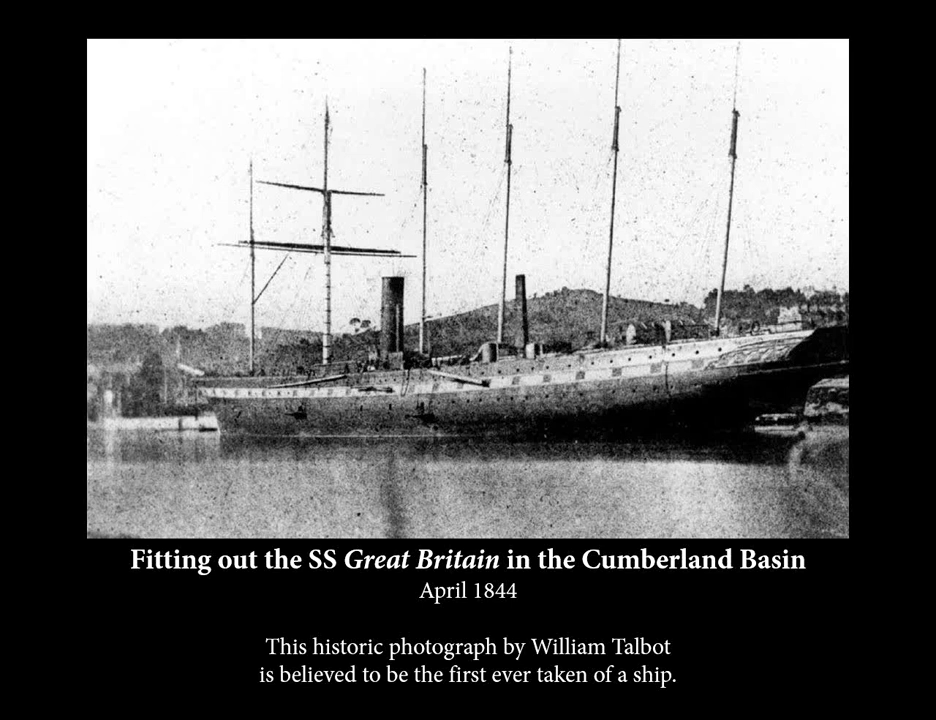 Fitting out the SS Great Britain in the Cumberland Basin
April 1844
This historic photograph by William Talbot
is believed to be the first ever taken of a ship.